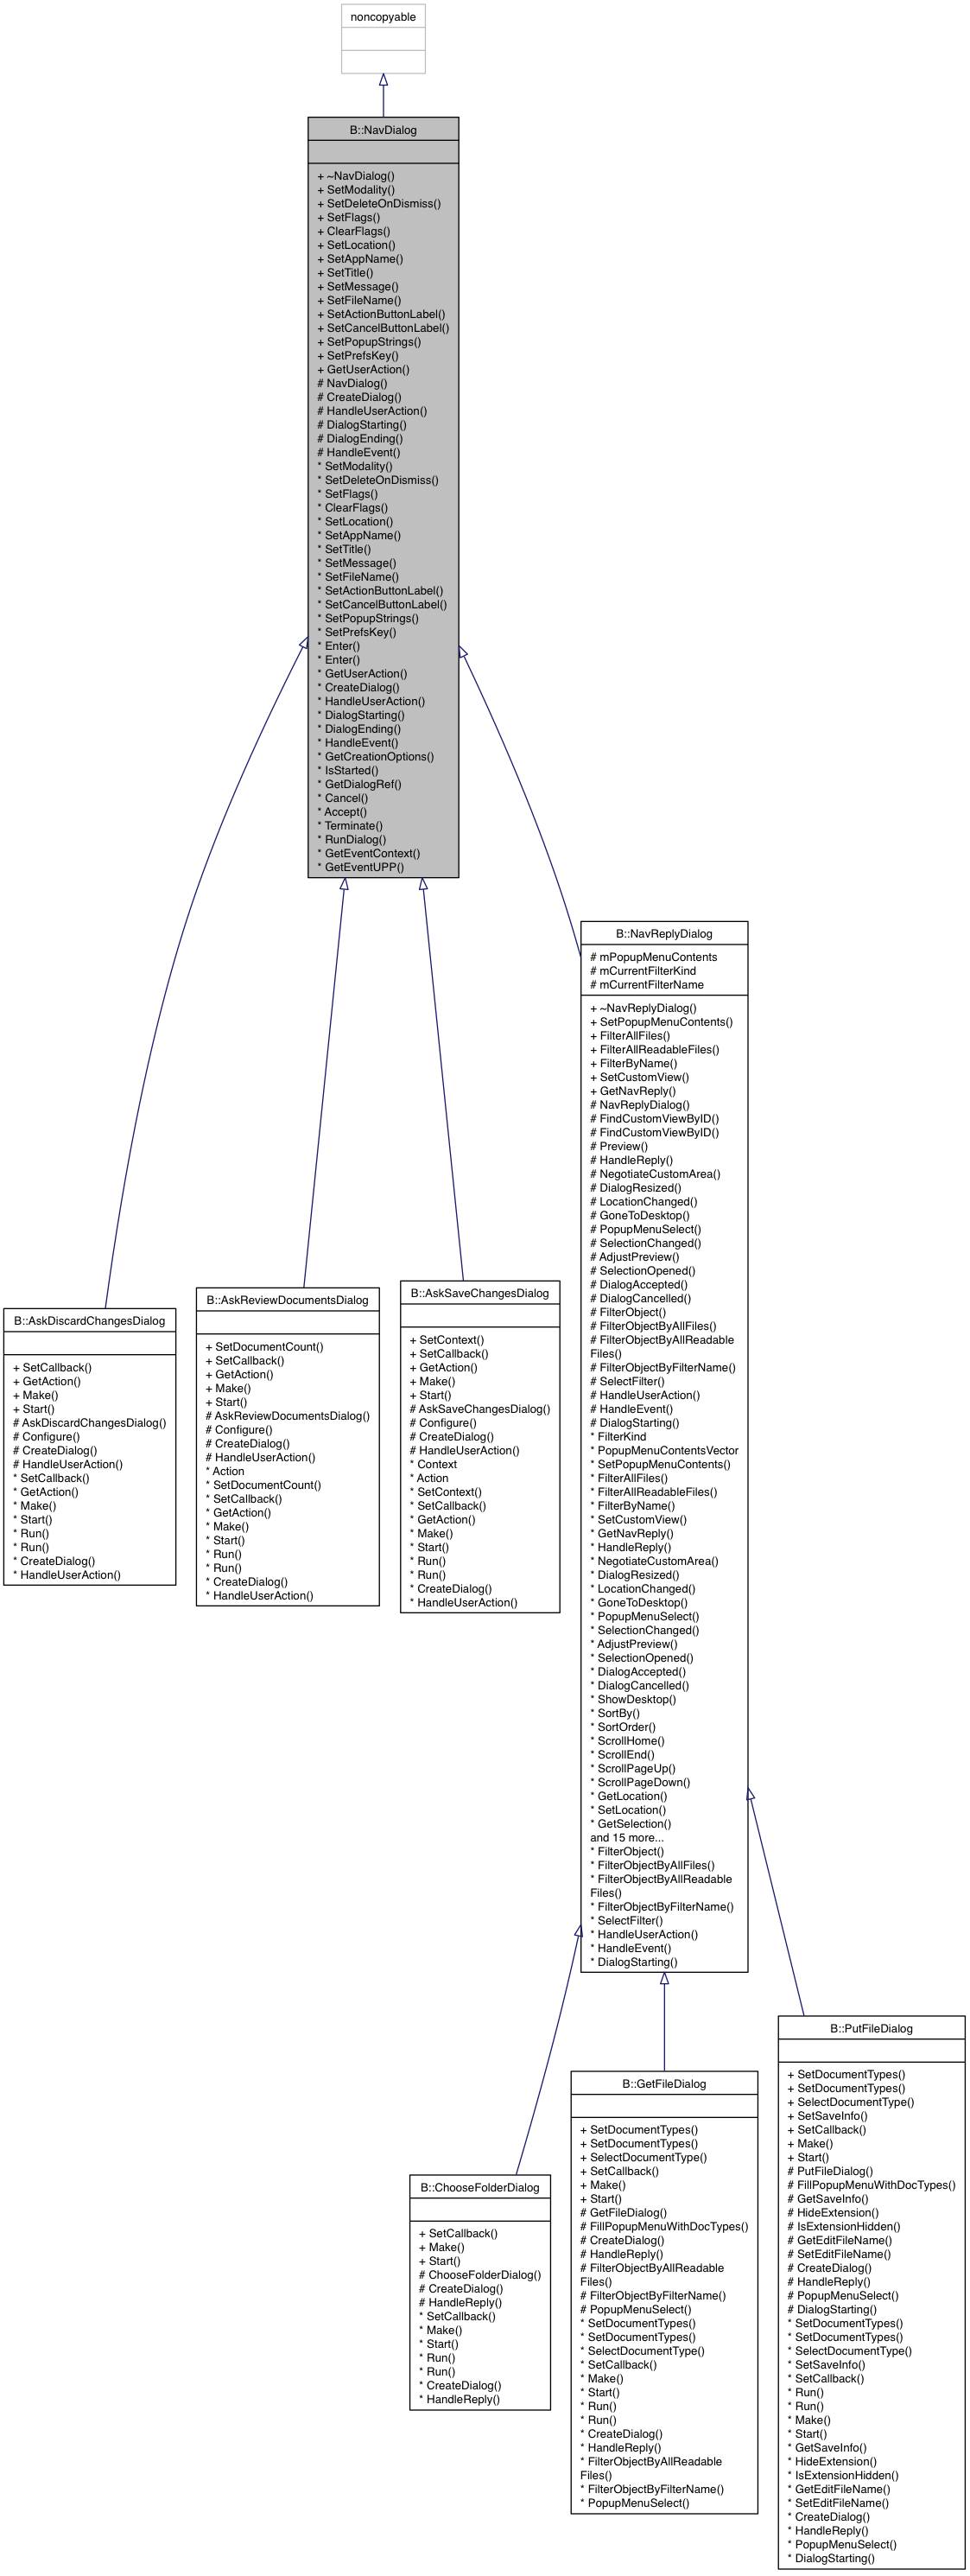 noncopyable
B::NavDialog
+ ~NavDialog()
+ SetModality()
+ SetDeleteOnDismiss()
+ SetFlags()
+ ClearFlags()
+ SetLocation()
+ SetAppName()
+ SetTitle()
+ SetMessage()
+ SetFileName()
+ SetActionButtonLabel()
+ SetCancelButtonLabel()
+ SetPopupStrings()
+ SetPrefsKey()
+ GetUserAction()
# NavDialog()
# CreateDialog()
# HandleUserAction()
# DialogStarting()
# DialogEnding()
# HandleEvent()
* SetModality()
* SetDeleteOnDismiss()
* SetFlags()
* ClearFlags()
* SetLocation()
* SetAppName()
* SetTitle()
* SetMessage()
* SetFileName()
* SetActionButtonLabel()
* SetCancelButtonLabel()
* SetPopupStrings()
* SetPrefsKey()
* Enter()
* Enter()
* GetUserAction()
* CreateDialog()
* HandleUserAction()
* DialogStarting()
* DialogEnding()
* HandleEvent()
* GetCreationOptions()
* IsStarted()
* GetDialogRef()
* Cancel()
* Accept()
* Terminate()
* RunDialog()
* GetEventContext()
* GetEventUPP()
B::AskDiscardChangesDialog
+ SetCallback()
+ GetAction()
+ Make()
+ Start()
# AskDiscardChangesDialog()
# Configure()
# CreateDialog()
# HandleUserAction()
* SetCallback()
* GetAction()
* Make()
* Start()
* Run()
* Run()
* CreateDialog()
* HandleUserAction()
B::AskReviewDocumentsDialog
+ SetDocumentCount()
+ SetCallback()
+ GetAction()
+ Make()
+ Start()
# AskReviewDocumentsDialog()
# Configure()
# CreateDialog()
# HandleUserAction()
* Action
* SetDocumentCount()
* SetCallback()
* GetAction()
* Make()
* Start()
* Run()
* Run()
* CreateDialog()
* HandleUserAction()
B::AskSaveChangesDialog
+ SetContext()
+ SetCallback()
+ GetAction()
+ Make()
+ Start()
# AskSaveChangesDialog()
# Configure()
# CreateDialog()
# HandleUserAction()
* Context
* Action
* SetContext()
* SetCallback()
* GetAction()
* Make()
* Start()
* Run()
* Run()
* CreateDialog()
* HandleUserAction()
B::NavReplyDialog
# mPopupMenuContents
# mCurrentFilterKind
# mCurrentFilterName
+ ~NavReplyDialog()
+ SetPopupMenuContents()
+ FilterAllFiles()
+ FilterAllReadableFiles()
+ FilterByName()
+ SetCustomView()
+ GetNavReply()
# NavReplyDialog()
# FindCustomViewByID()
# FindCustomViewByID()
# Preview()
# HandleReply()
# NegotiateCustomArea()
# DialogResized()
# LocationChanged()
# GoneToDesktop()
# PopupMenuSelect()
# SelectionChanged()
# AdjustPreview()
# SelectionOpened()
# DialogAccepted()
# DialogCancelled()
# FilterObject()
# FilterObjectByAllFiles()
# FilterObjectByAllReadable
Files()
# FilterObjectByFilterName()
# SelectFilter()
# HandleUserAction()
# HandleEvent()
# DialogStarting()
* FilterKind
* PopupMenuContentsVector
* SetPopupMenuContents()
* FilterAllFiles()
* FilterAllReadableFiles()
* FilterByName()
* SetCustomView()
* GetNavReply()
* HandleReply()
* NegotiateCustomArea()
* DialogResized()
* LocationChanged()
* GoneToDesktop()
* PopupMenuSelect()
* SelectionChanged()
* AdjustPreview()
* SelectionOpened()
* DialogAccepted()
* DialogCancelled()
* ShowDesktop()
* SortBy()
* SortOrder()
* ScrollHome()
* ScrollEnd()
* ScrollPageUp()
* ScrollPageDown()
* GetLocation()
* SetLocation()
* GetSelection()
and 15 more...
* FilterObject()
* FilterObjectByAllFiles()
* FilterObjectByAllReadable
Files()
* FilterObjectByFilterName()
* SelectFilter()
* HandleUserAction()
* HandleEvent()
* DialogStarting()
B::ChooseFolderDialog
+ SetCallback()
+ Make()
+ Start()
# ChooseFolderDialog()
# CreateDialog()
# HandleReply()
* SetCallback()
* Make()
* Start()
* Run()
* Run()
* CreateDialog()
* HandleReply()
B::GetFileDialog
+ SetDocumentTypes()
+ SetDocumentTypes()
+ SelectDocumentType()
+ SetCallback()
+ Make()
+ Start()
# GetFileDialog()
# FillPopupMenuWithDocTypes()
# CreateDialog()
# HandleReply()
# FilterObjectByAllReadable
Files()
# FilterObjectByFilterName()
# PopupMenuSelect()
* SetDocumentTypes()
* SetDocumentTypes()
* SelectDocumentType()
* SetCallback()
* Make()
* Start()
* Run()
* Run()
* CreateDialog()
* HandleReply()
* FilterObjectByAllReadable
Files()
* FilterObjectByFilterName()
* PopupMenuSelect()
B::PutFileDialog
+ SetDocumentTypes()
+ SetDocumentTypes()
+ SelectDocumentType()
+ SetSaveInfo()
+ SetCallback()
+ Make()
+ Start()
# PutFileDialog()
# FillPopupMenuWithDocTypes()
# GetSaveInfo()
# HideExtension()
# IsExtensionHidden()
# GetEditFileName()
# SetEditFileName()
# CreateDialog()
# HandleReply()
# PopupMenuSelect()
# DialogStarting()
* SetDocumentTypes()
* SetDocumentTypes()
* SelectDocumentType()
* SetSaveInfo()
* SetCallback()
* Run()
* Run()
* Make()
* Start()
* GetSaveInfo()
* HideExtension()
* IsExtensionHidden()
* GetEditFileName()
* SetEditFileName()
* CreateDialog()
* HandleReply()
* PopupMenuSelect()
* DialogStarting()